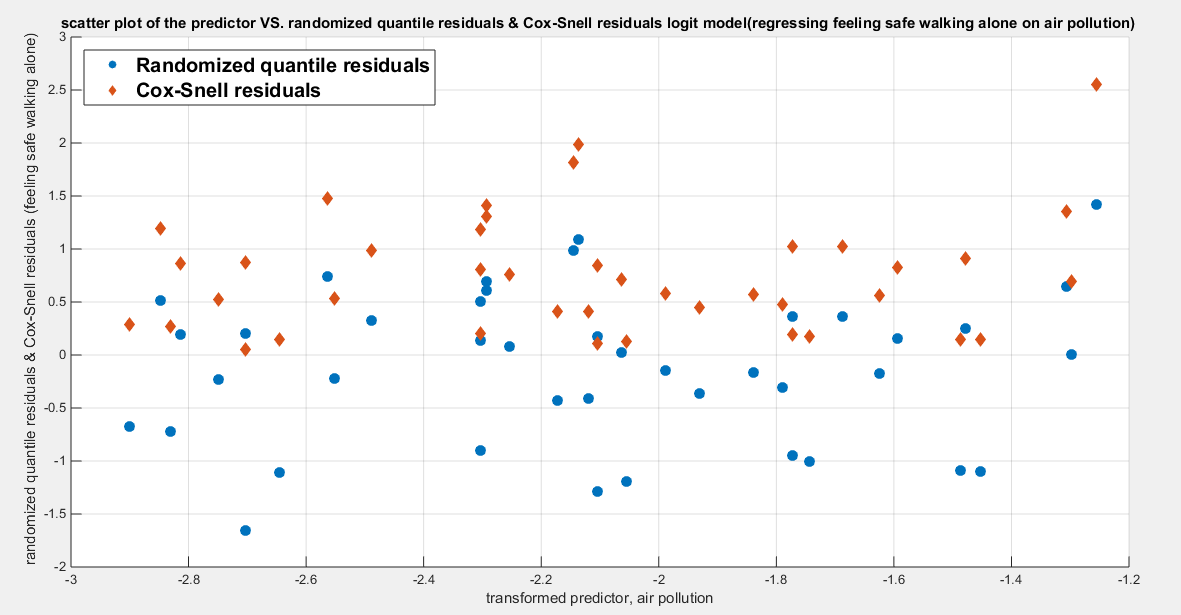 scatter plot of the predictor VS. randomized quantile residuals & Cox-Snell residuals logit model(regressing feeling safe walking alone on air pollution)
randomized quantile residuals & Cox-Snell residuals (feeling safe walking alone)
3
2.5
2
1.5
1
0.5
0
-0.5
-1
-1.5
-2
Randomized quantile residuals
Cox-Snell residuals
-3 -2.8 -2.6 -2.4 -2.2 -2 -1.8 -1.6 -1.4 -1.2
transformed predictor, air pollution